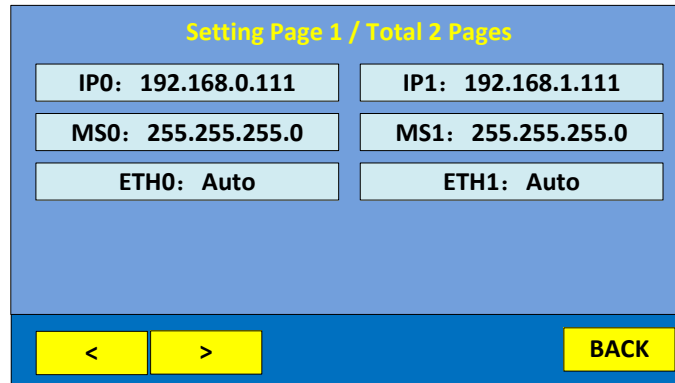 Setting Page 1 / Total 2 Pages
IP0：192.168.0.111
IP1：192.168.1.111
MS0：255.255.255.0
MS1：255.255.255.0
ETH0：Auto
ETH1：Auto
<
>
BACK